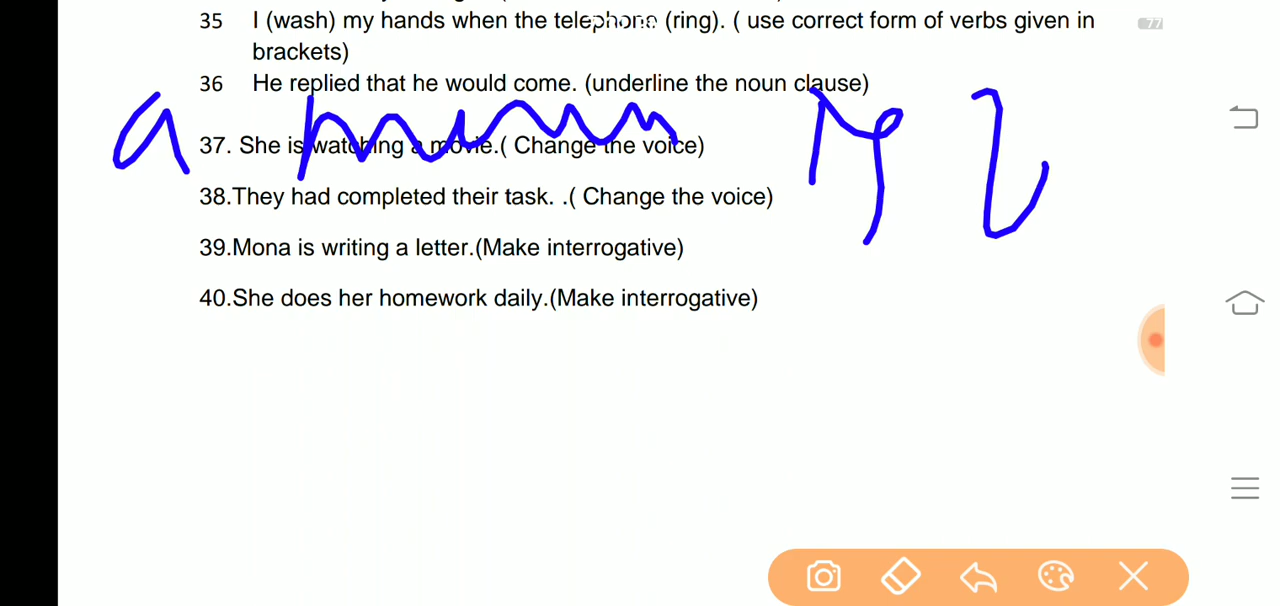 35 I (wash) my hands when the telephone (ring). ( use correct form of verbs given in
brackets)
36 He replied that he would come. (underline the noun clause)
37. She is watching a movie.( Change the voice)
38.They had completed their task. .( Change the voice)
39.Mona is writing a letter.(Make interrogative)
40.She does her homework daily.(Make interrogative)
77